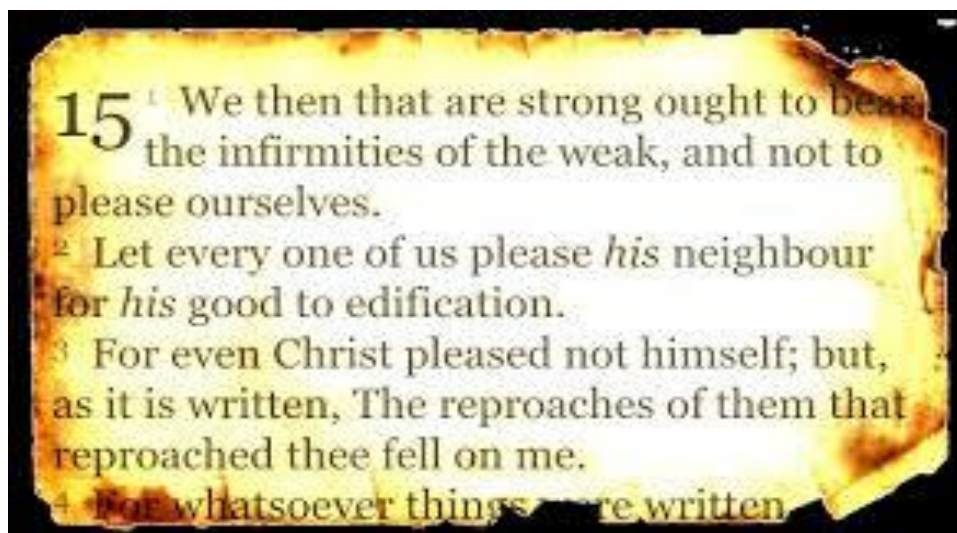 15 1 We then that are strong ought to bear
the infirmities of the weak, and not to
please ourselves.
2 Let every one of us please his neighbour
for his good to edification.
3 For even Christ pleased not himself; but,
as it is written, The reproaches of them that
reproached thee fell on me.
4 For whatsoever things were written